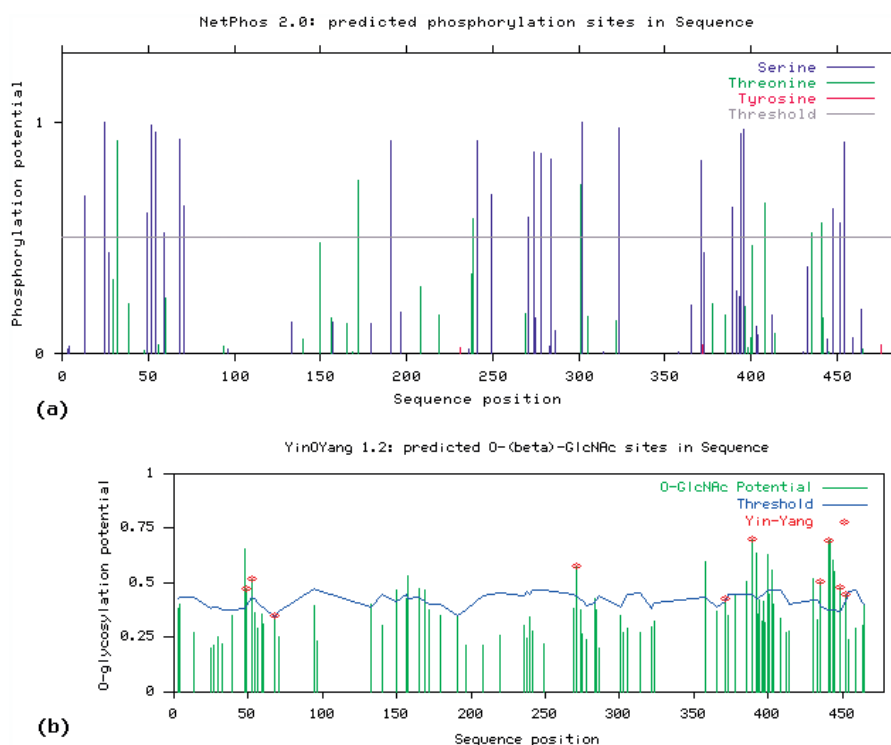 NetPhos 2.0: predicted phosphorylation sites in Sequence
Phosphorylation potential
1
0
Serine
Threonine
Tyrosine
Threshold
0 50 100 150 200 250 300 350 400 450
Sequence position
(a)
YinOYang 1.2: predicted O-(beta)-GlcNAc sites in Sequence
O-glycosylation potential
1
0.75
0.5
0.25
0
O-GlcNAc Potential
Threshold
Yin-Yang
0 50 100 150 200 250 300 350 400 450
Sequence position
(b)